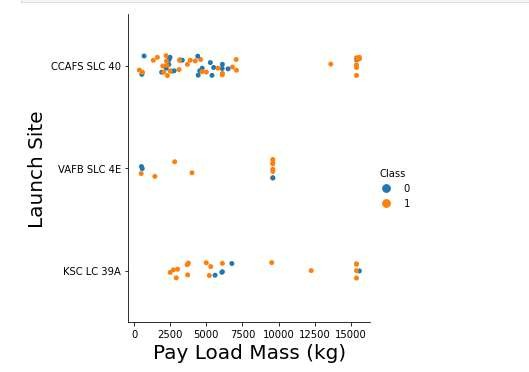 CCAFS SLC 40
VAFB SLC 4E
KSC LC 39A
Launch Site
Class
0
1
0 2500 5000 7500 10000 12500 15000
Pay Load Mass (kg)